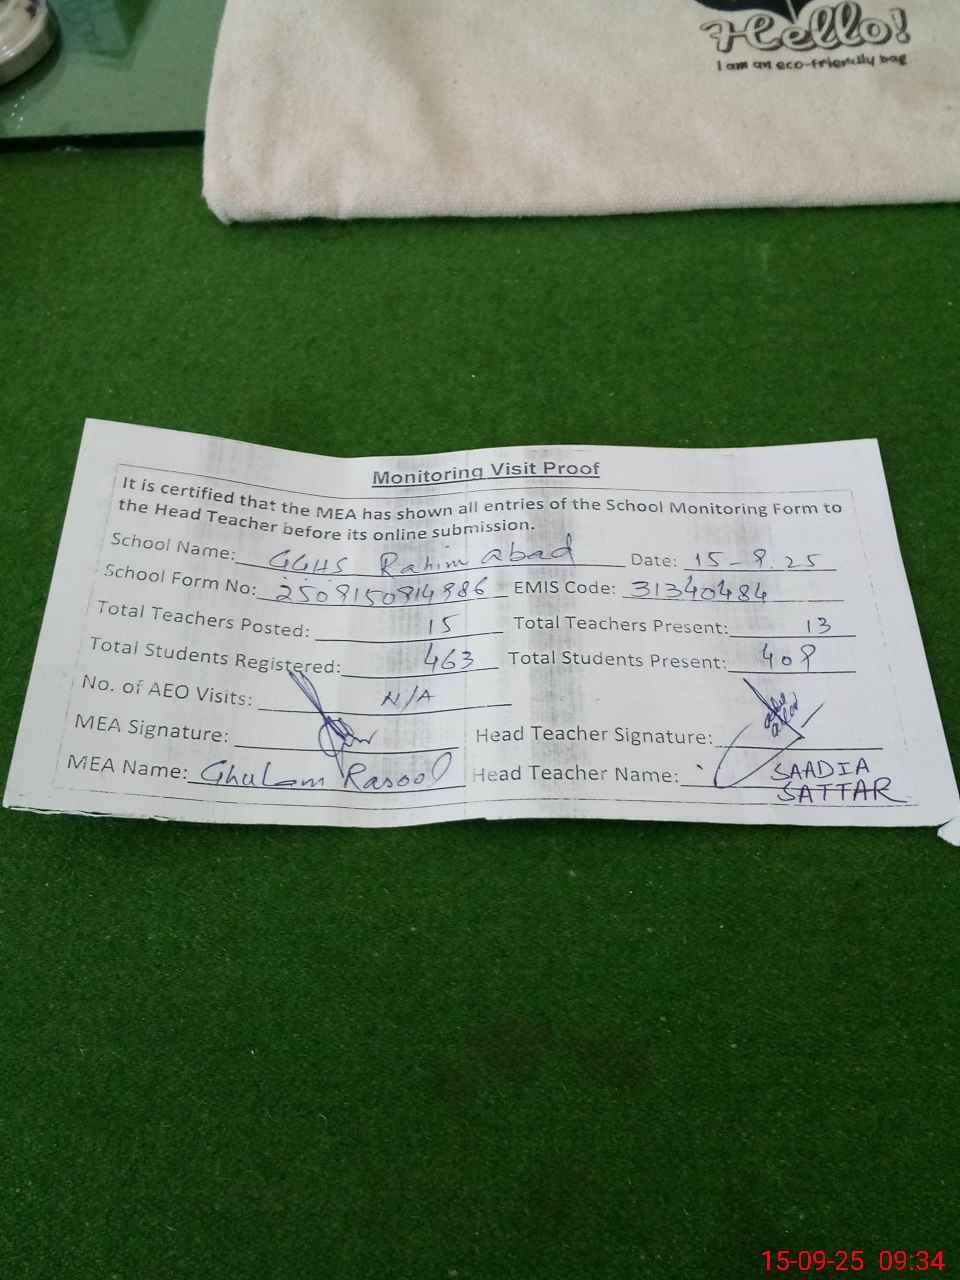 Hello!
I am an eco-friendly bag
Monitoring Visit Proof
It is certified that the MEA has shown all entries of the School Monitoring Form to
the Head Teacher before its online submission.
School Name: GGHS Rahim abad Date: 15-9.25
School Form No: EMIS Code: 31340484
Total Teachers Posted: 15 Total Teachers Present: 13
Total Students Registered: 463 Total Students Present: 409
No. of AEO Visits: N/A
MEA Signature: Head Teacher Signature:
MEA Name: Ghulam Rasool Head Teacher Name: SAADIA
SATTAR
15-09-25 09:34